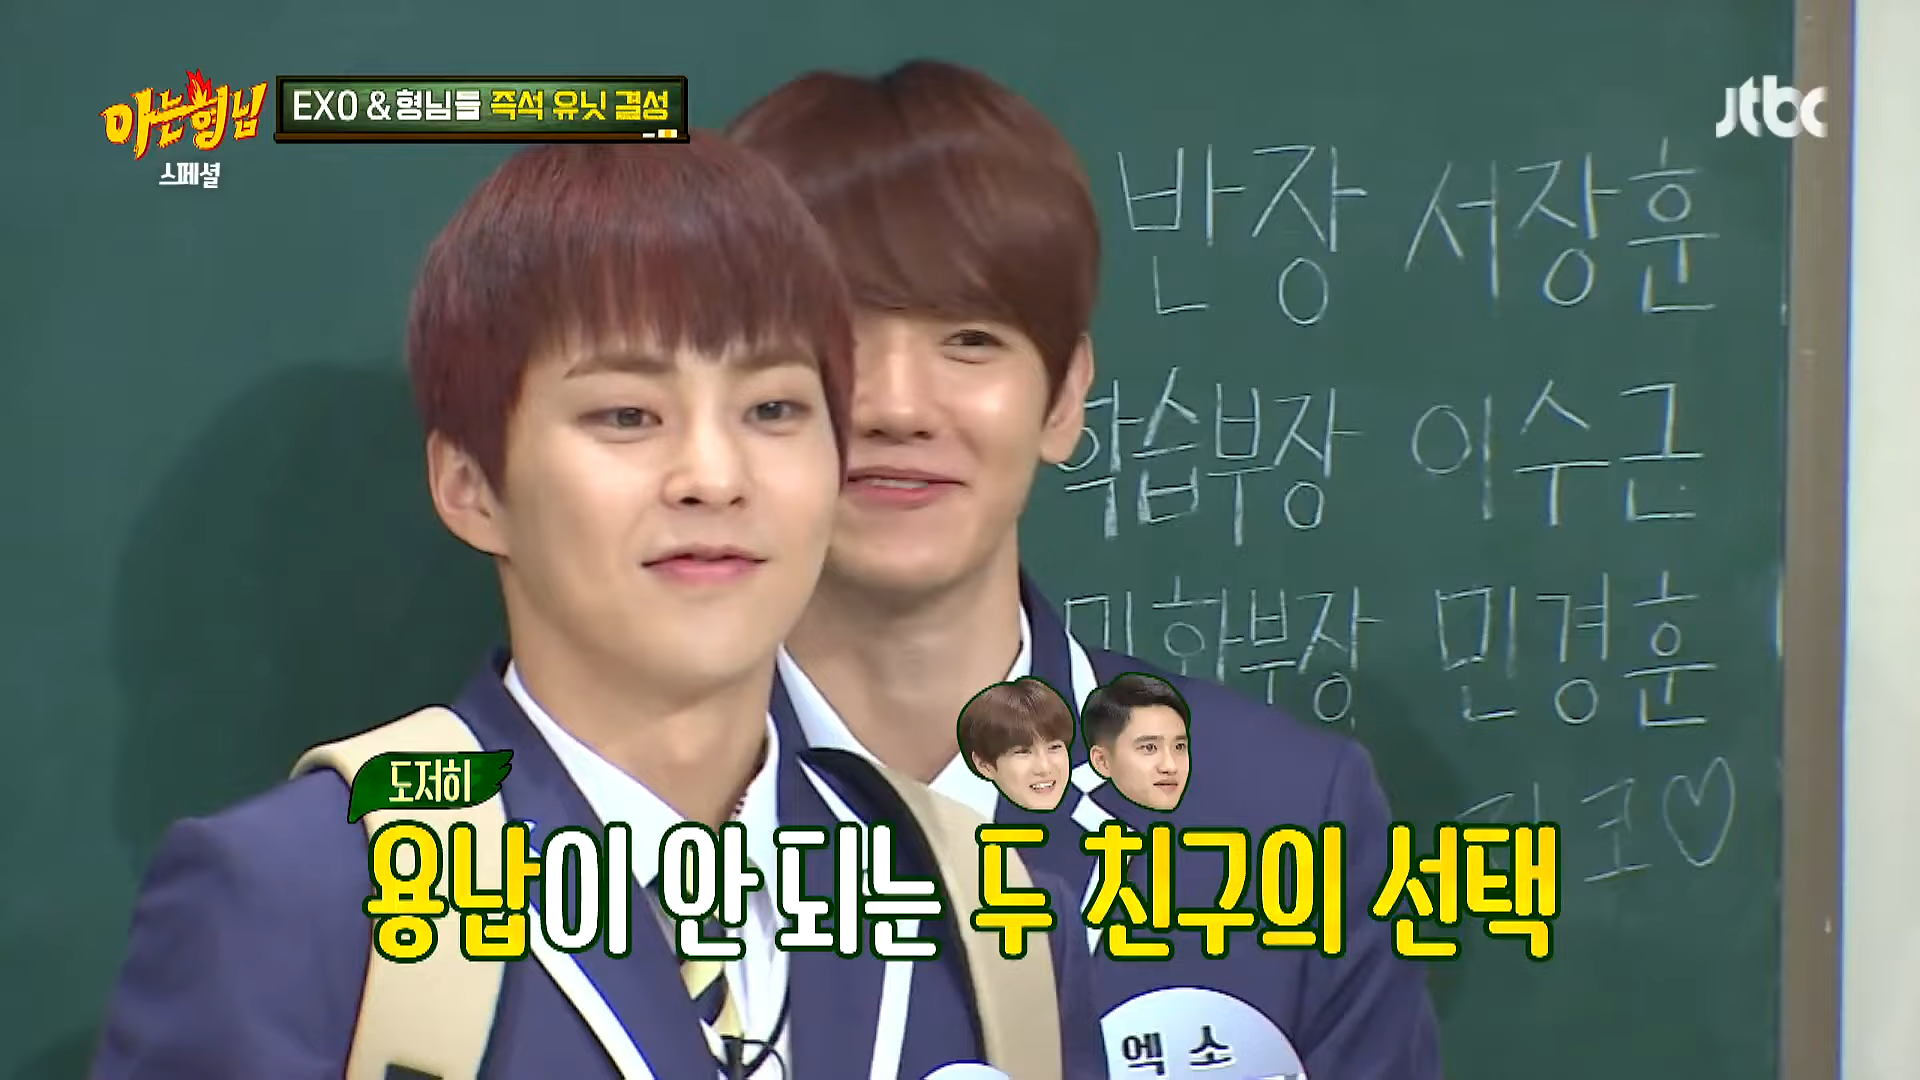 아는형님
스페셜
EXO & 형님들 즉석 유닛 결성
jtbc
반장 서장훈
학습부장 이수근
부장 민경훈
도저히
용납이 안 되는 두 친구의 선택
엑소